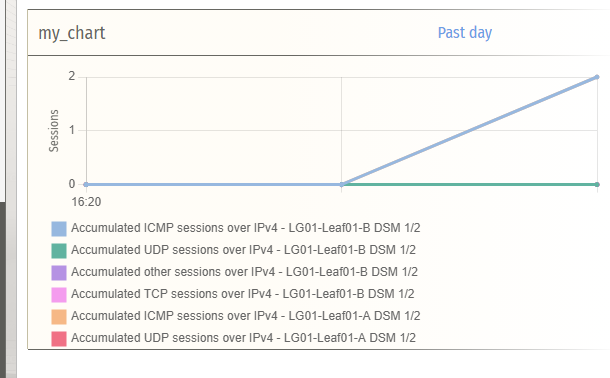 my_chart
Past day
Sessions
2
1
0
16:20
Accumulated ICMP sessions over IPv4 - LG01-Leaf01-B DSM 1/2
Accumulated UDP sessions over IPv4 - LG01-Leaf01-B DSM 1/2
Accumulated other sessions over IPv4 - LG01-Leaf01-B DSM 1/2
Accumulated TCP sessions over IPv4 - LG01-Leaf01-B DSM 1/2
Accumulated ICMP sessions over IPv4 - LG01-Leaf01-A DSM 1/2
Accumulated UDP sessions over IPv4 - LG01-Leaf01-A DSM 1/2